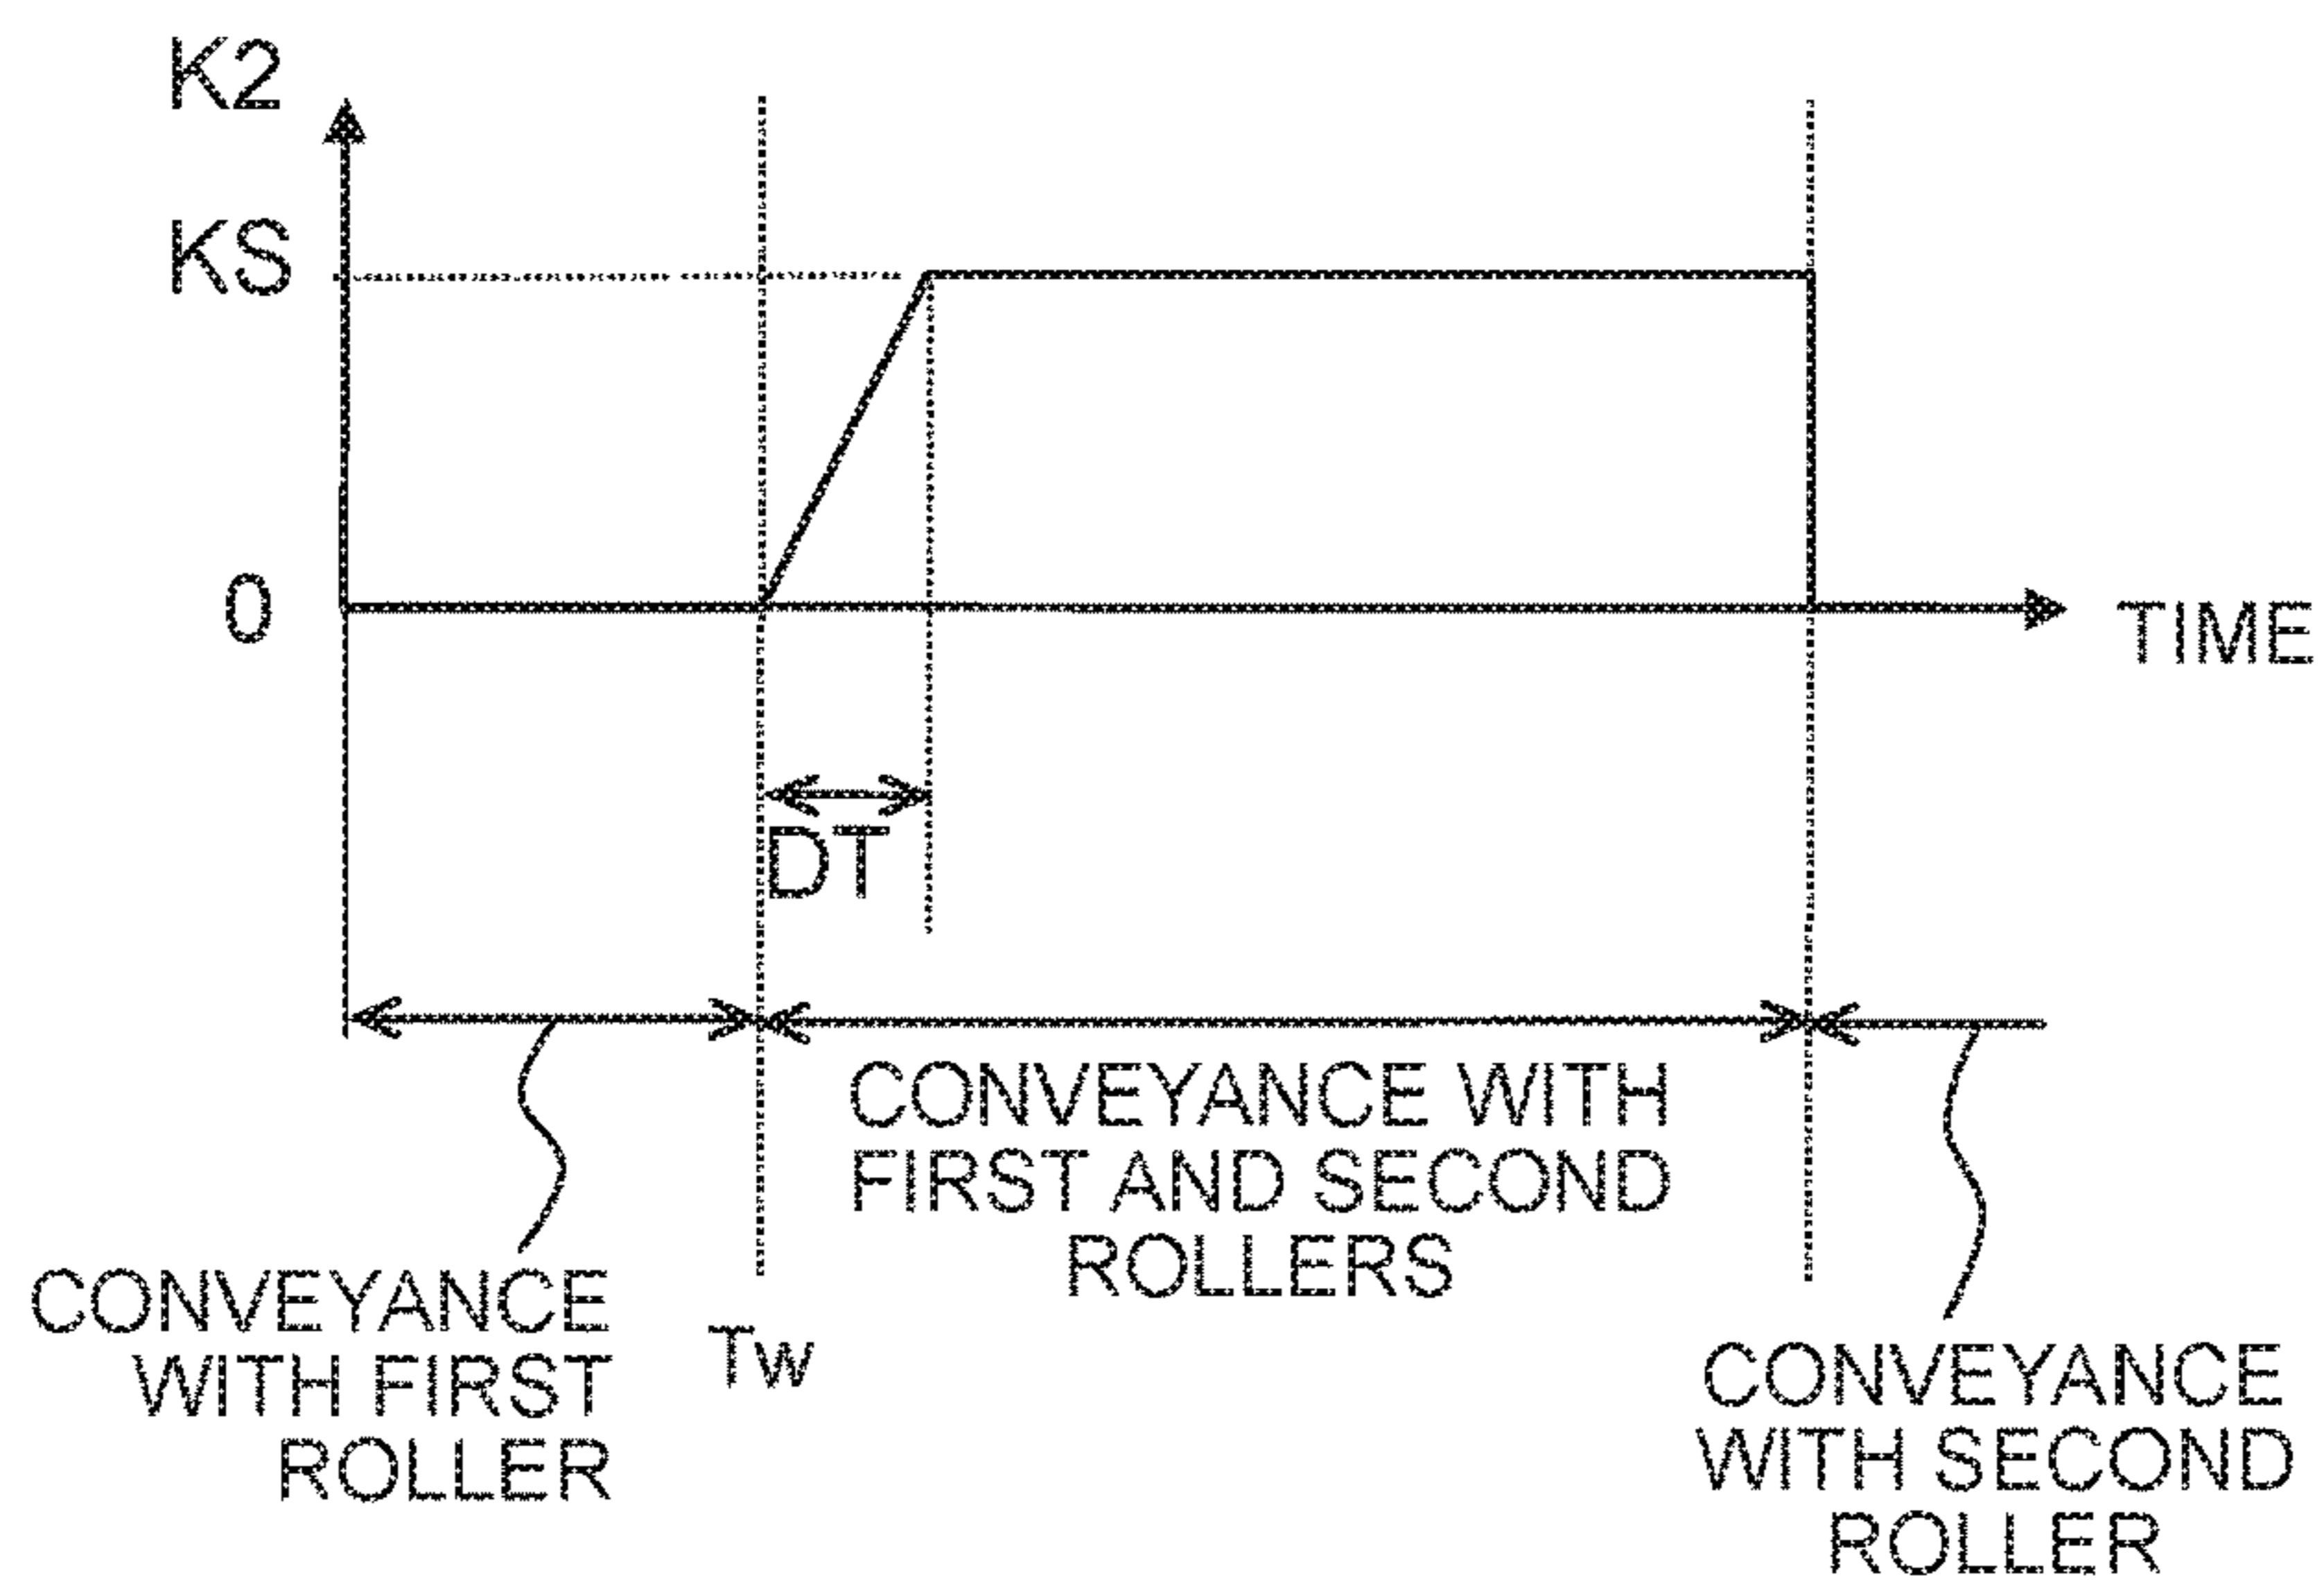 K2
KS
0
TIME
DT
CONVEYANCE WITH
FIRST AND SECOND
ROLLERS
CONVEYANCE
WITH FIRST
ROLLER
Tw
CONVEYANCE
WITH SECOND
ROLLER